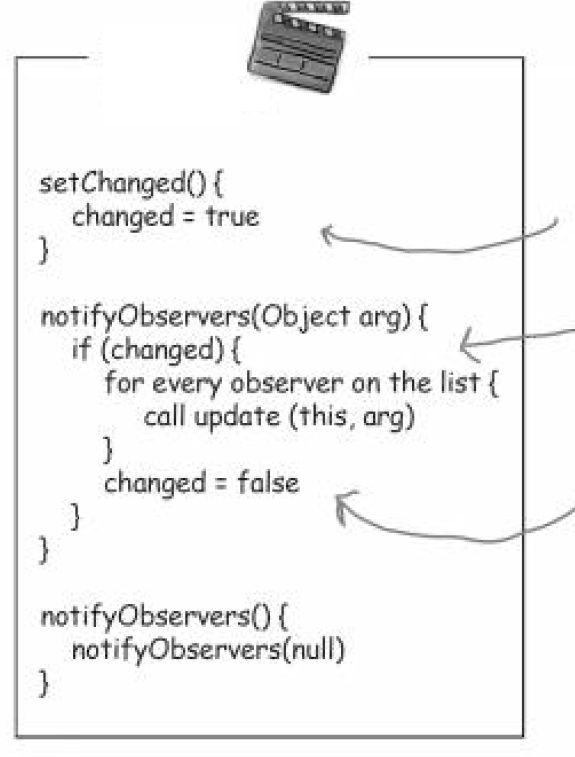 setChanged() {
changed = true
}
notifyObservers(Object arg) {
if (changed) {
for every observer on the list {
call update (this, arg)
}
changed = false
}
}
notifyObservers() {
notifyObservers(null)
}